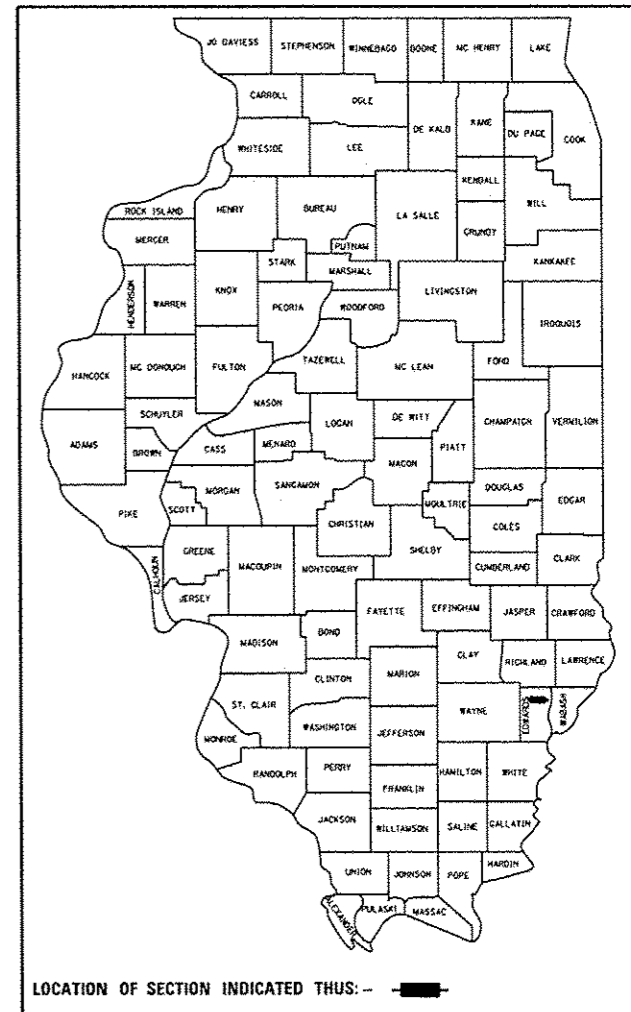 JO DAVIESS STEPHENSON WINNEBAGO BOONE MC HENRY LAKE
CARROLL OGLE DE KALB KANE DU PAGE COOK
WHITESIDE LEE KENDALL WILL
ROCK ISLAND HENRY BUREAU LA SALLE GRUNDY
MERCER STARK PUTNAM MARSHALL KANKAKEE
HENDERSON WARREN KNOX PEORIA WOODFORD LIVINGSTON IROQUOIS
HANCOCK MC DONOUGH FULTON TAZEWELL MC LEAN FORD
SCHUYLER MASON LOGAN DE WITT CHAMPAIGN VERMILION
ADAMS BROWN CASS MENARD MACON PIATT
PIKE SCOTT MORGAN SANGAMON CHRISTIAN MOULTRIE DOUGLAS EDGAR
COLES
CALHOUN GREENE MACOUPIN MONTGOMERY SHELBY CUMBERLAND CLARK
JERSEY FAYETTE EFFINGHAM JASPER CRAWFORD
MADISON BOND CLAY RICHLAND LAWRENCE
CLINTON MARION
ST. CLAIR WASHINGTON JEFFERSON WAYNE EDWARDS WABASH
MONROE
RANDOLPH PERRY FRANKLIN HAMILTON WHITE
JACKSON WILLIAMSON SALINE GALLATIN
UNION JOHNSON POPE HARDIN
ALEXANDER PULASKI MASSAC
LOCATION OF SECTION INDICATED THUS: –